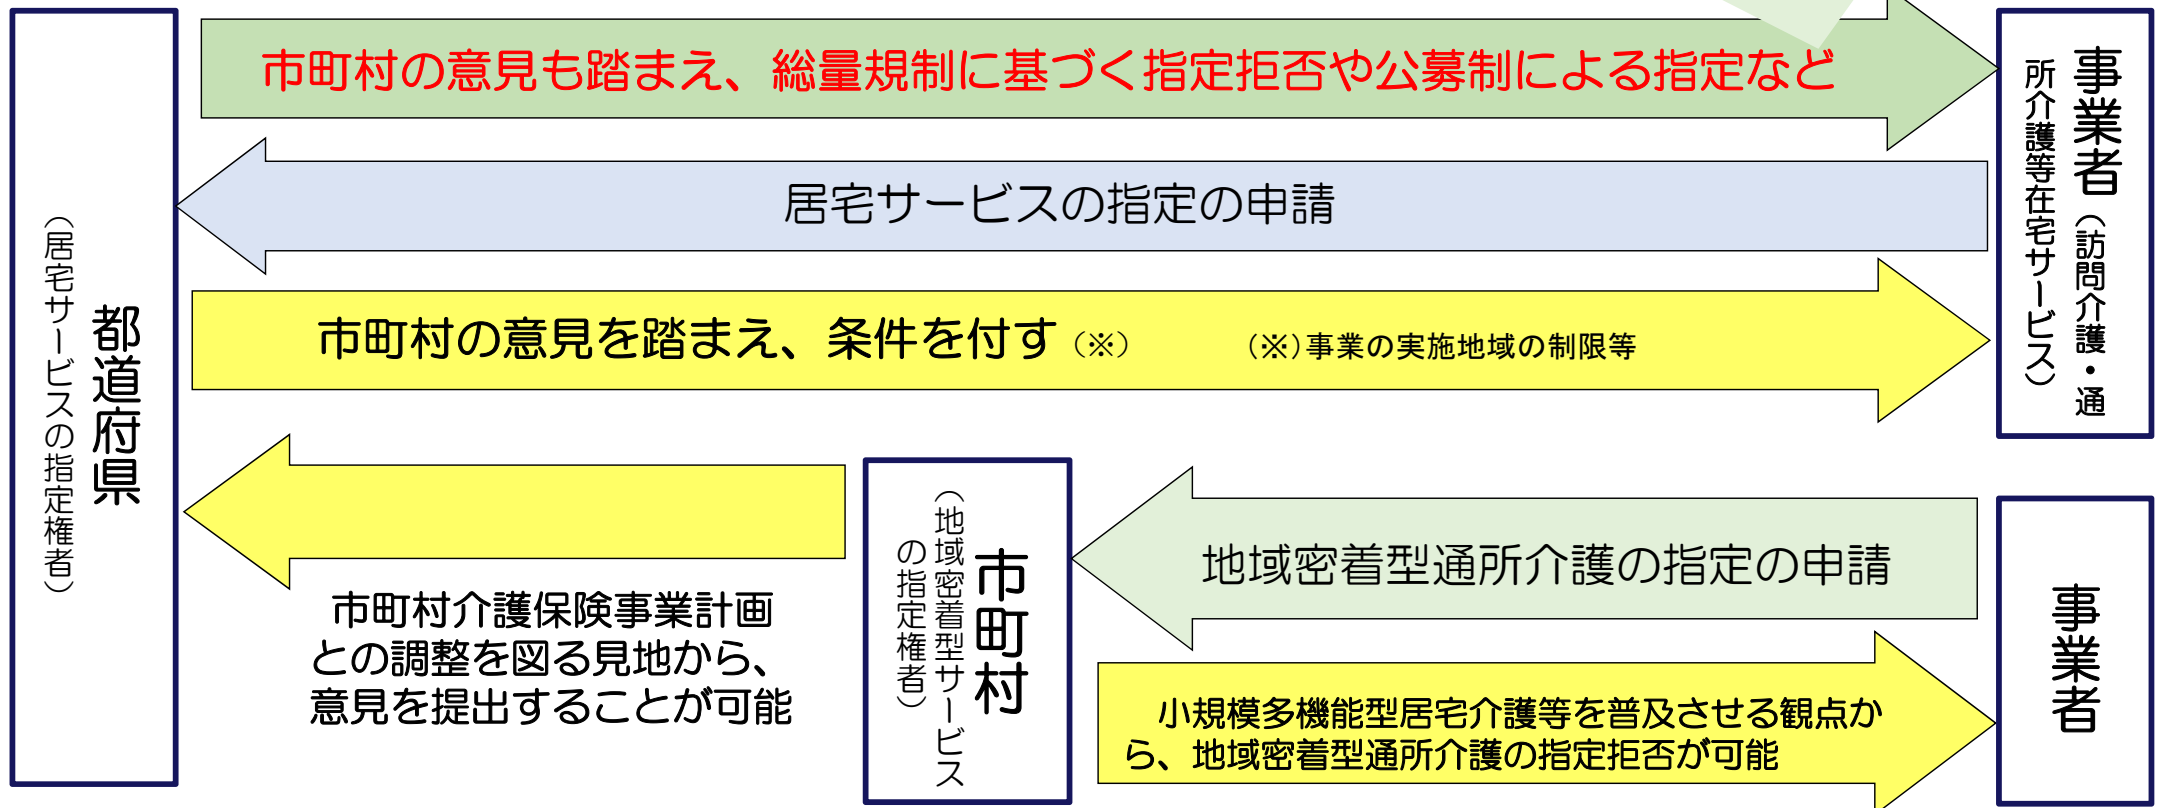 市町村の意見も踏まえ、総量規制に基づく指定拒否や公募制による指定など
居宅サービスの指定の申請
市町村の意見を踏まえ、条件を付す（※）　（※）事業の実施地域の制限等
都道府県
（居宅サービスの指定権者）
事業者（訪問介護・通
所介護等在宅サービス）
市町村介護保険事業計画
との調整を図る見地から、
意見を提出することが可能
市町村
（地域密着型サービス
の指定権者）
地域密着型通所介護の指定の申請
小規模多機能型居宅介護等を普及させる観点か
ら、地域密着型通所介護の指定拒否が可能
事業者